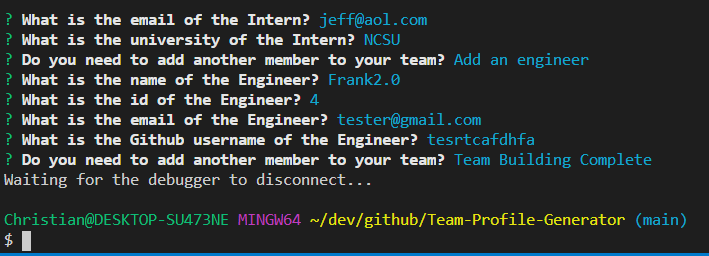 ? What is the email of the Intern? jeff@aol.com
? What is the university of the Intern? NCSU
? Do you need to add another member to your team? Add an engineer
? What is the name of the Engineer? Frank2.0
? What is the id of the Engineer? 4
? What is the email of the Engineer? tester@gmail.com
? What is the Github username of the Engineer? tesrtcafdhfa
? Do you need to add another member to your team? Team Building Complete
Waiting for the debugger to disconnect...
Christian@DESKTOP-SU473NE MINGW64 ~/dev/github/Team-Profile-Generator (main)
$